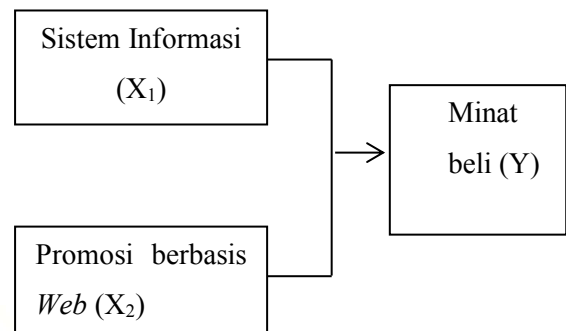 Sistem Informasi
(X₁)
Minat
beli (Y)
Promosi berbasis
Web (X₂)